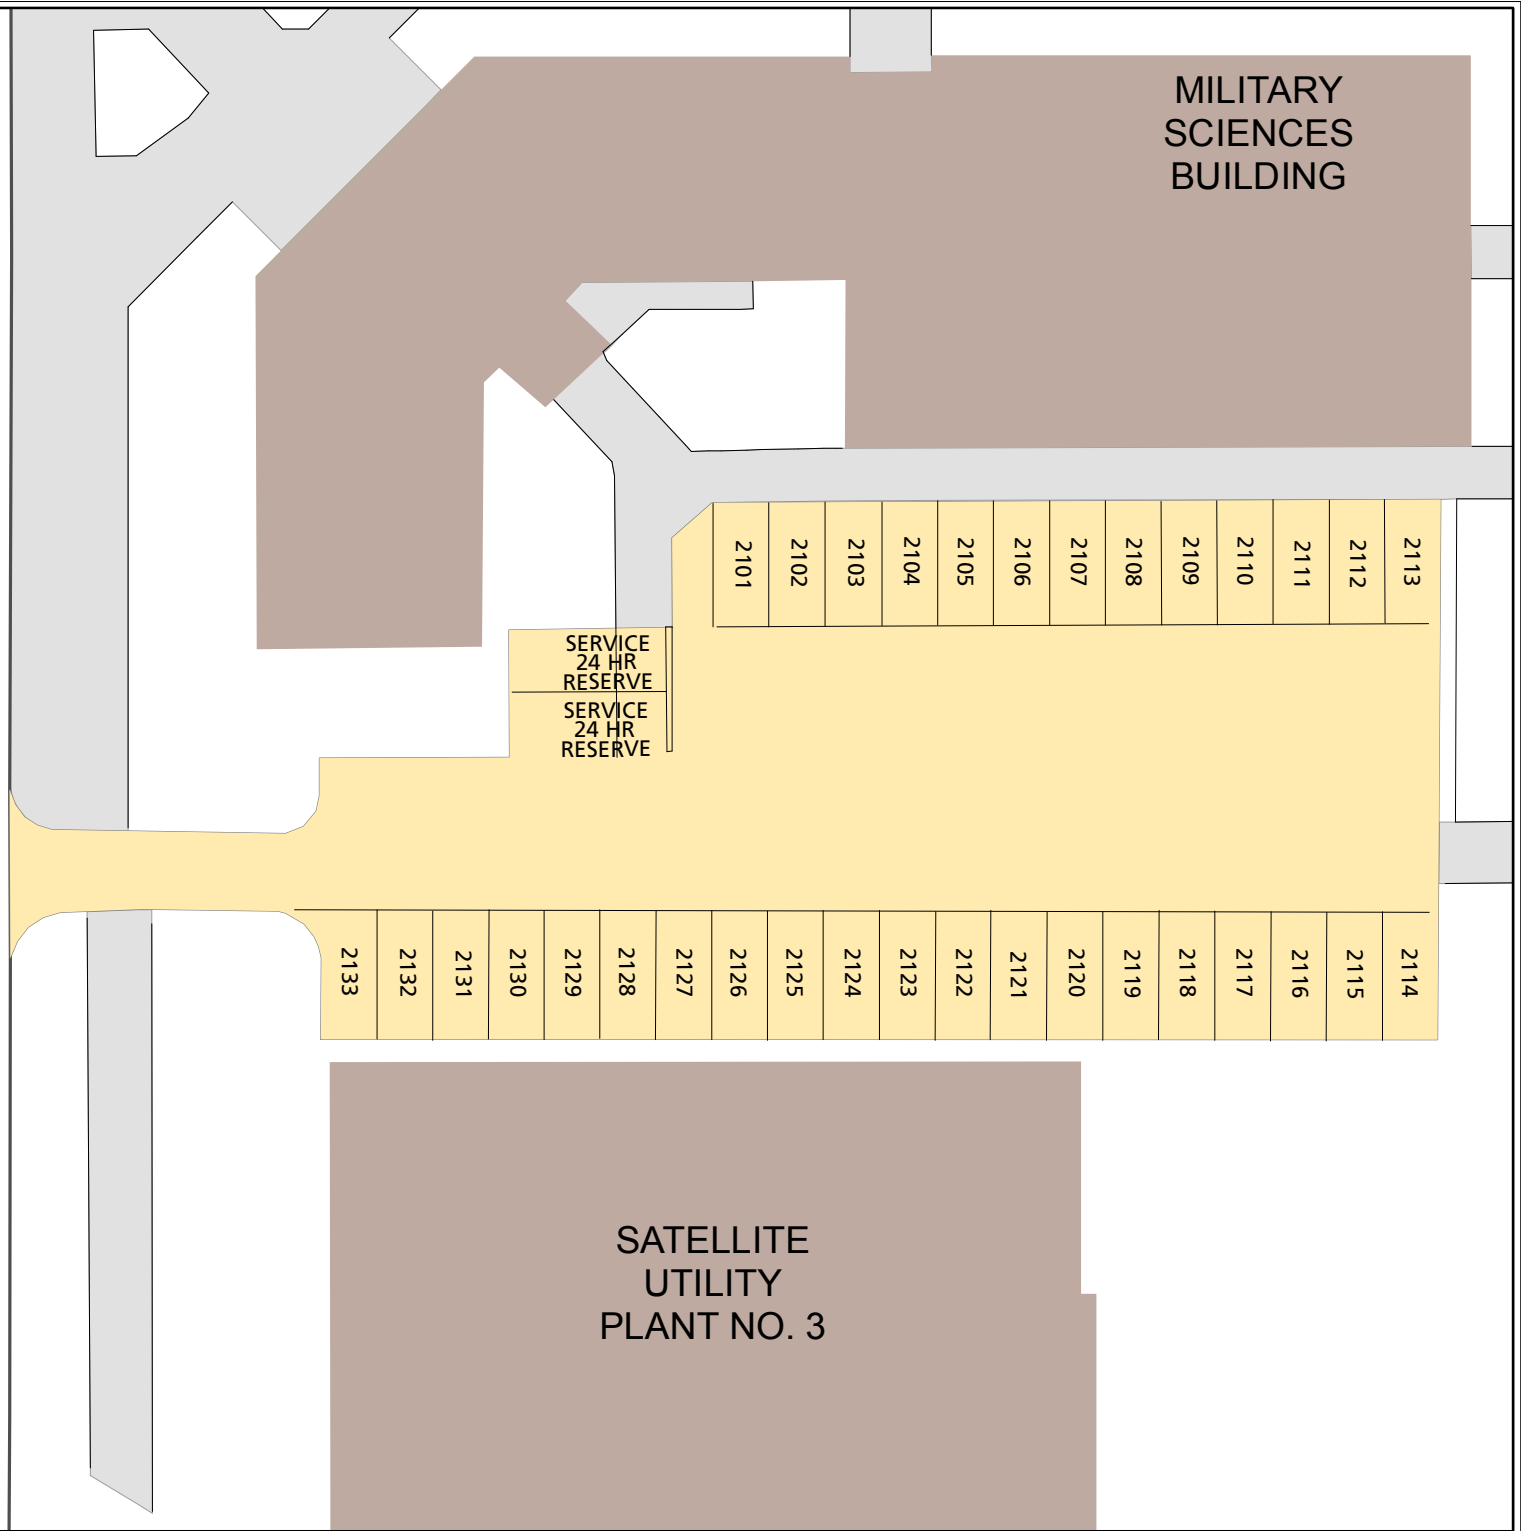 MILITARY
SCIENCES
BUILDING
2101
2102
2103
2104
2105
2106
2107
2108
2109
2110
2111
2112
2113
SERVICE
24 HR
RESERVE
SERVICE
24 HR
RESERVE
2133
2132
2131
2130
2129
2128
2127
2126
2125
2124
2123
2122
2121
2120
2119
2118
2117
2116
2115
2114
SATELLITE
UTILITY
PLANT NO. 3